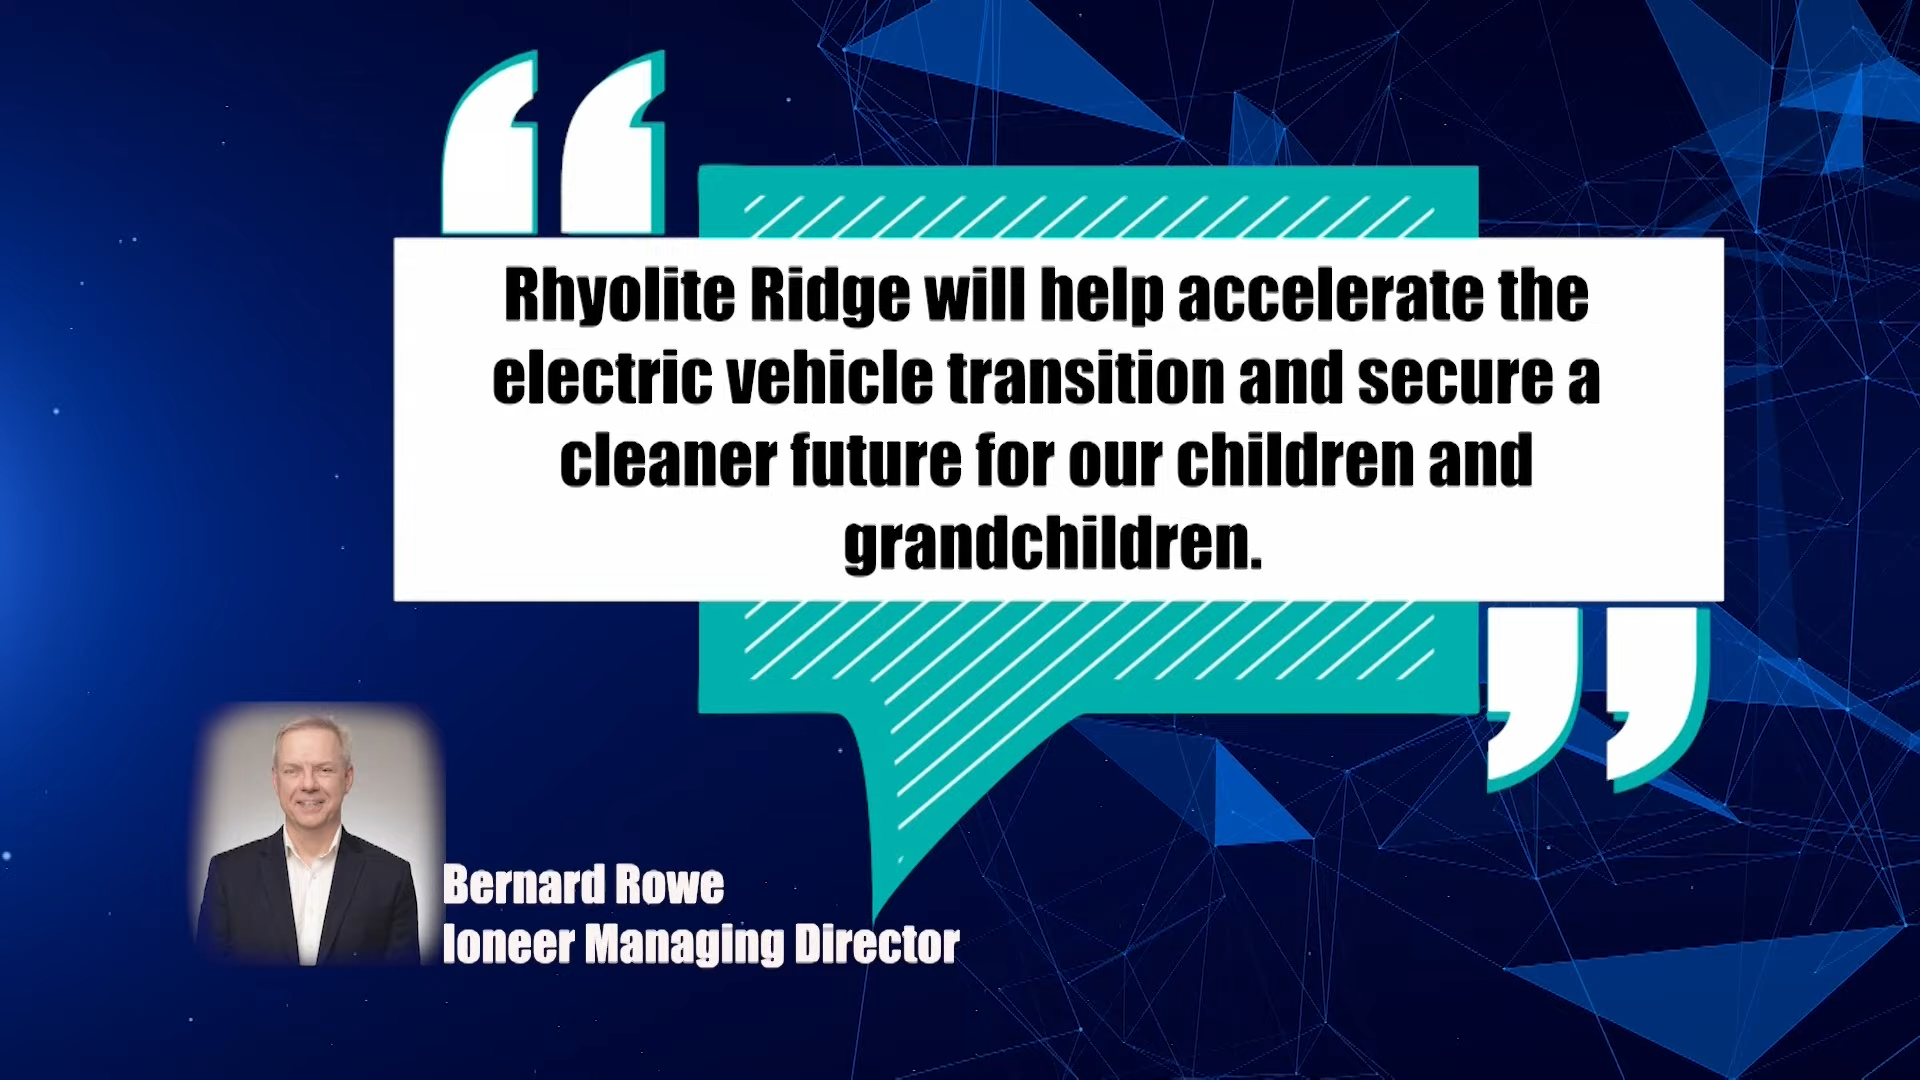 Rhyolite Ridge will help accelerate the
electric vehicle transition and secure a
cleaner future for our children and
grandchildren.
Bernard Rowe
Ioneer Managing Director